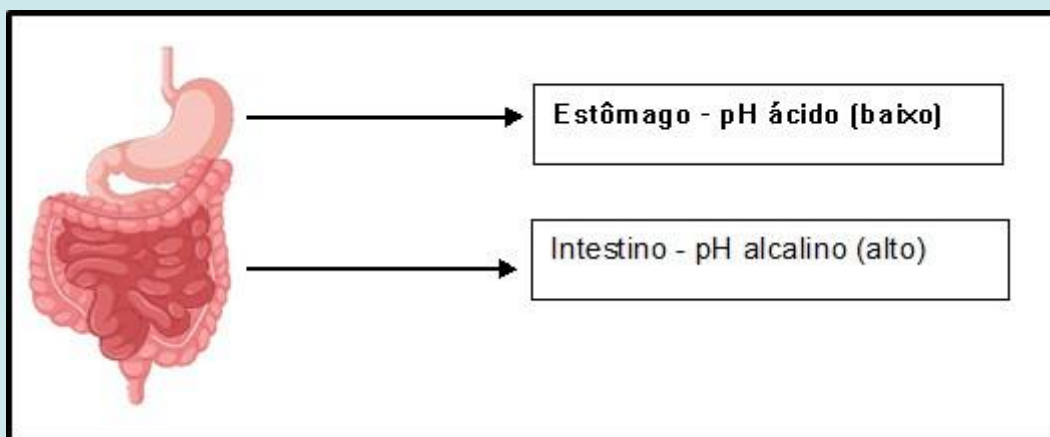 Estômago - pH ácido (baixo)
Intestino - pH alcalino (alto)